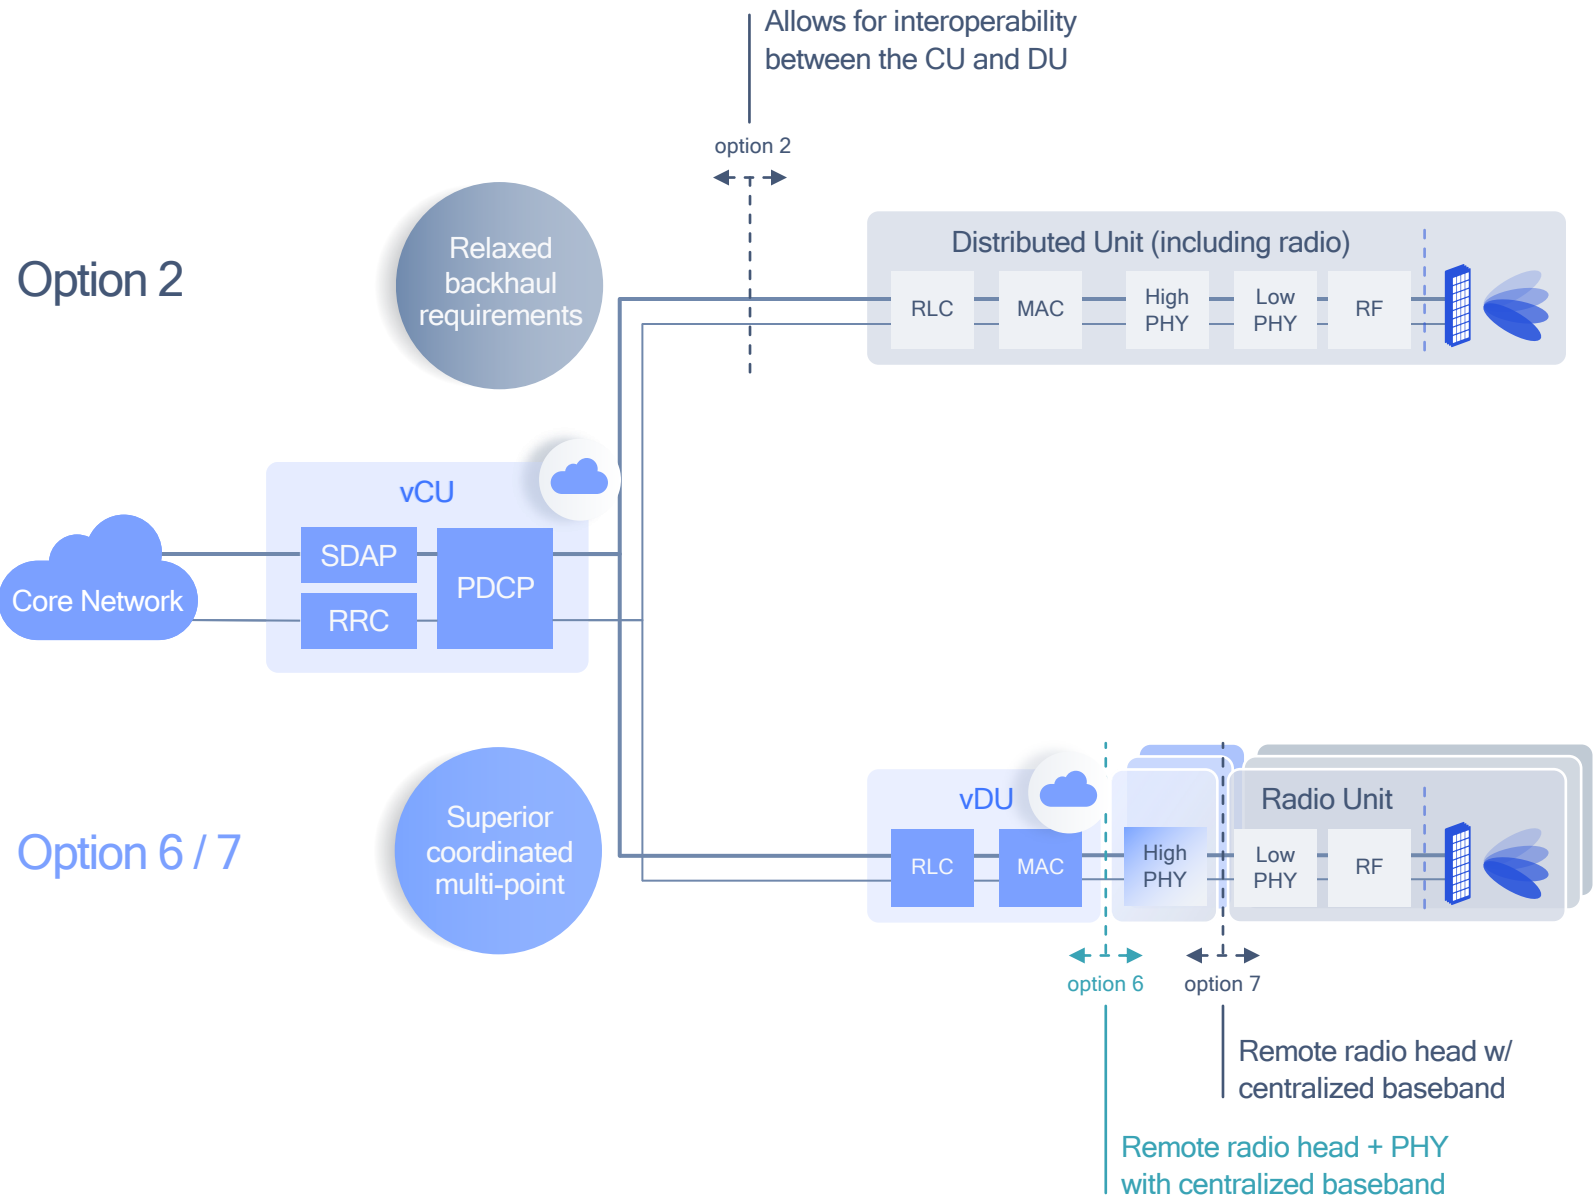 Allows for interoperability
between the CU and DU
option 2
Option 2
Relaxed
backhaul
requirements
Distributed Unit (including radio)
RLC
MAC
High
PHY
Low
PHY
RF
vCU
Core Network
SDAP
RRC
PDCP
Option 6 / 7
Superior
coordinated
multi-point
vDU
RLC
MAC
High
PHY
Radio Unit
Low
PHY
RF
option 6
option 7
Remote radio head w/
centralized baseband
Remote radio head + PHY
with centralized baseband